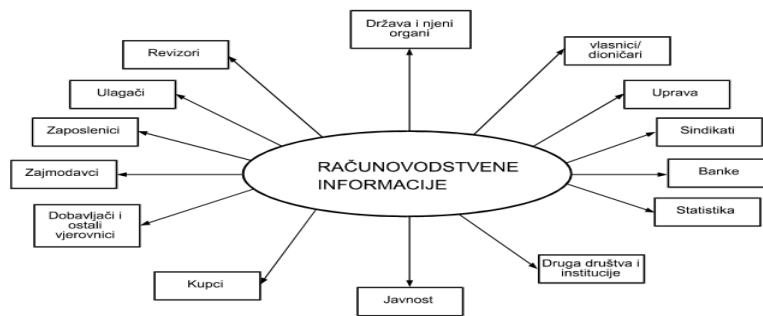 Država i njeni
organi
vlasnici/
dioničari
Revizori
Ulagači
Uprava
Zaposlenici
Sindikati
RAČUNOVODSTVENE
INFORMACIJE
Zajmodavci
Banke
Dobavljači i
ostali
vjerovnici
Statistika
Kupci
Druga društva i
institucije
Javnost